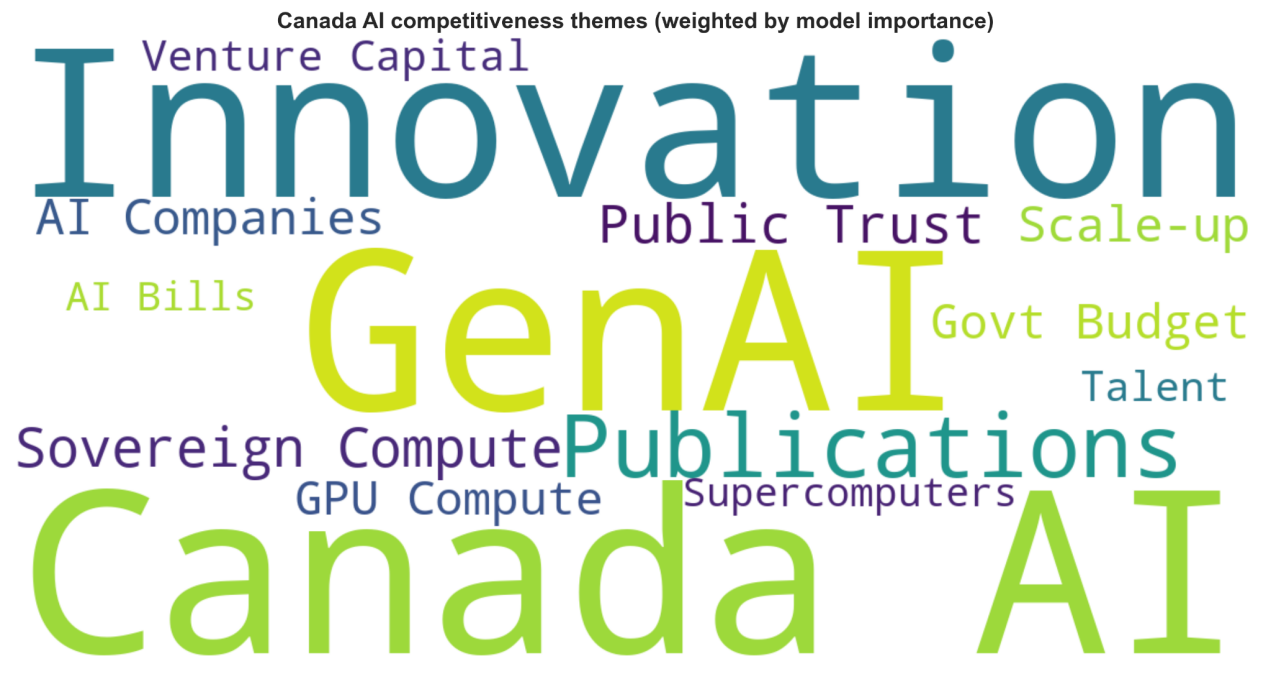 Canada AI competitiveness themes (weighted by model importance)
Venture Capital
Innovation
AI Companies
Public Trust
Scale-up
GenAI
AI Bills
Govt Budget
Talent
Sovereign Compute
Publications
GPU Compute
Supercomputers
Canada AI